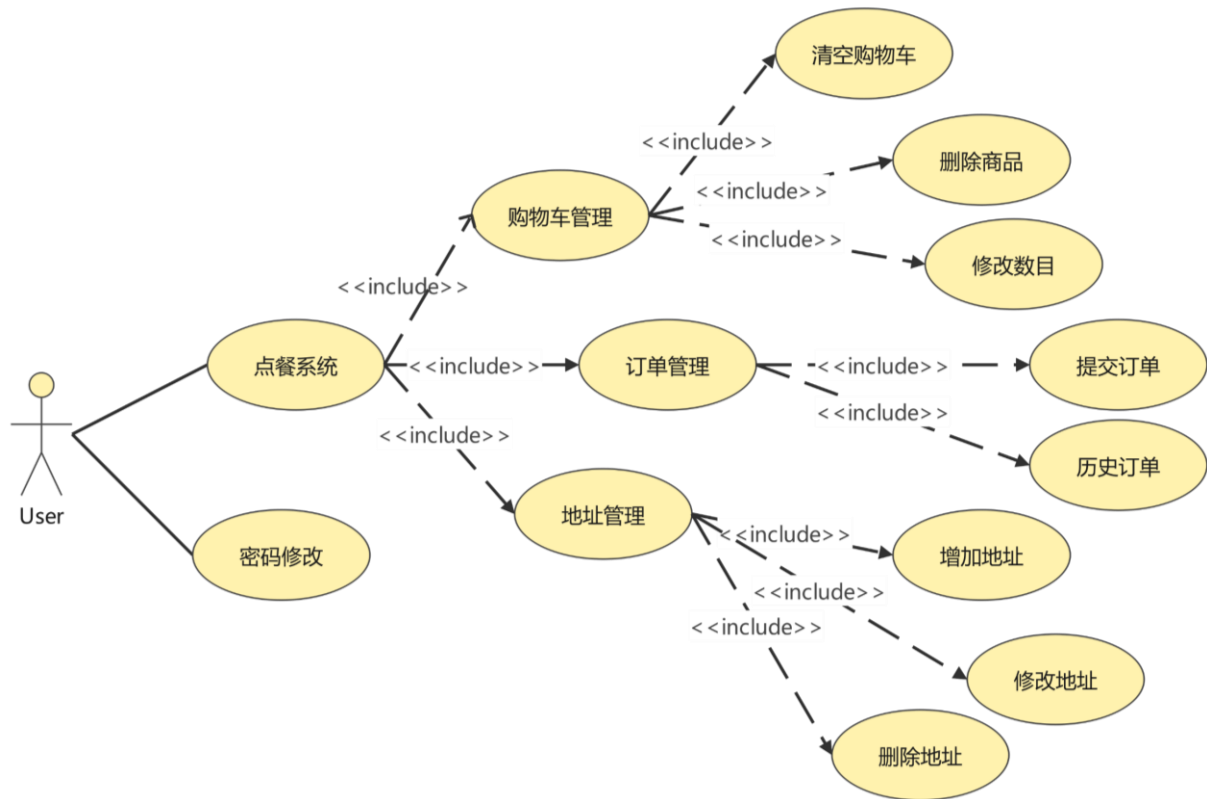 清空购物车
<<include>>
删除商品
<<include>>
购物车管理
<<include>>
修改数目
<<include>>
点餐系统
<<include>>
订单管理
<<include>>
提交订单
<<include>>
<<include>>
历史订单
User
地址管理
<<include>>
密码修改
增加地址
<<include>>
<<include>>
修改地址
删除地址